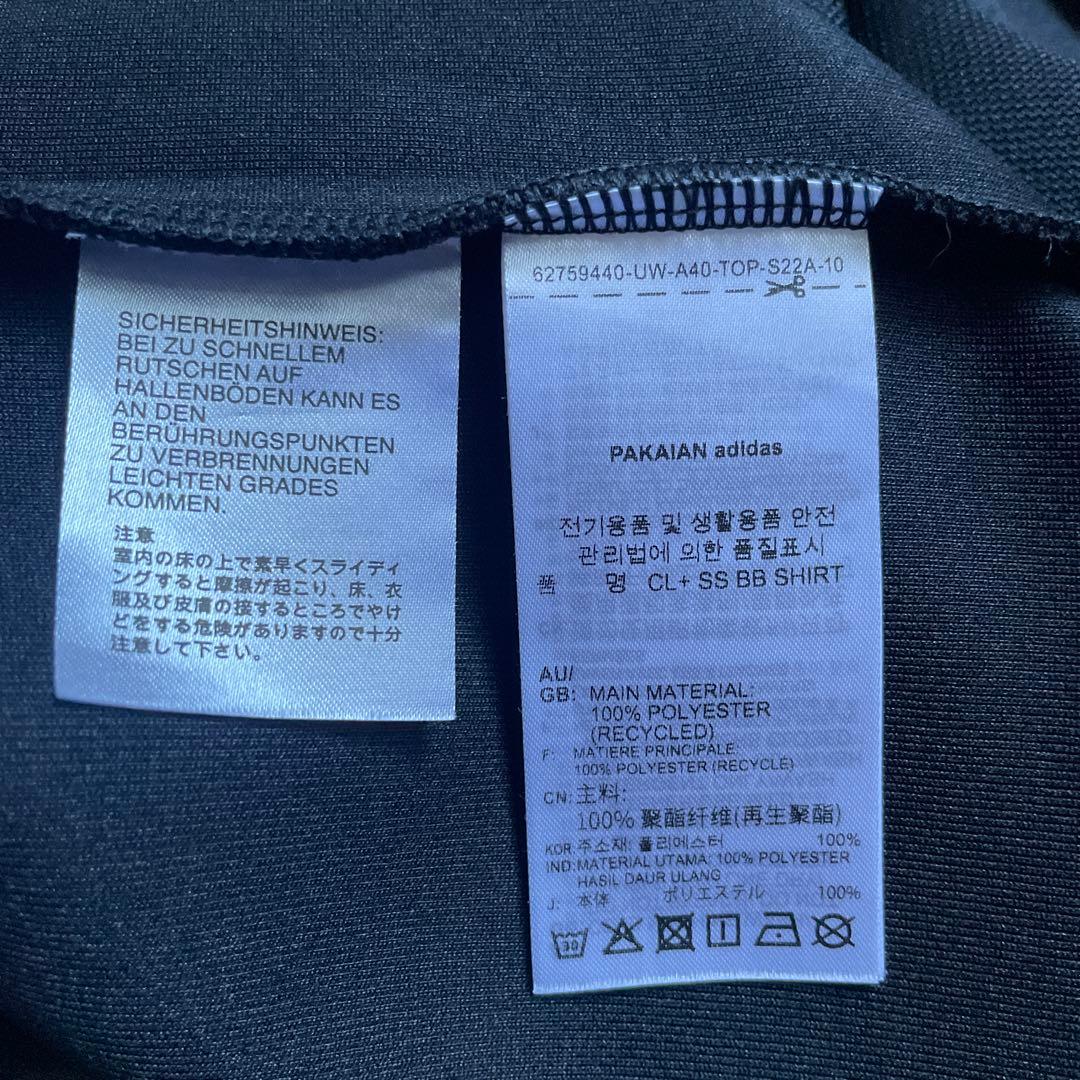 SICHERHEITSHINWEIS:
BEI ZU SCHNELLEM
RUTSCHEN AUF
HALLENBÖDEN KANN ES
AN DEN
BERÜHRUNGSPUNKTEN
ZU VERBRENNUNGEN
LEICHTEN GRADES
KOMMEN.
注意
室内の床の上で素早くスライディ
ングすると摩擦が起こり、床、衣
服及び皮膚の接するところでやけ
どをする危険がありますので十分
注意して下さい。
62759440-UW-A40-TOP-S22A-10
PAKAIAN adidas
전기용품 및 생활용품 안전
관리법에 의한 품질표시
품 명 CL+ SS BB SHIRT
AU/
GB: MAIN MATERIAL:
100% POLYESTER
(RECYCLED)
F: MATIERE PRINCIPALE:
100% POLYESTER (RECYCLÉ)
CN: 主料:
100% 聚酯纤维(再生聚酯)
KOR: 주소재: 폴리에스터 100%
IND: MATERIAL UTAMA: 100% POLYESTER
HASIL DAUR ULANG
J: 本体 ポリエステル 100%
30